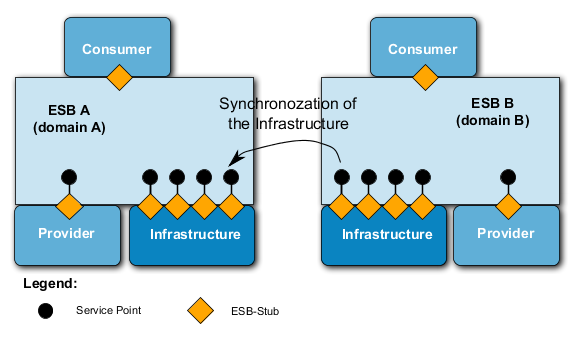 Consumer
Consumer
ESB A
(domain A)
Synchronozation of
the Infrastructure
ESB B
(domain B)
Provider
Infrastructure
Infrastructure
Provider
Legend:
Service Point
ESB-Stub